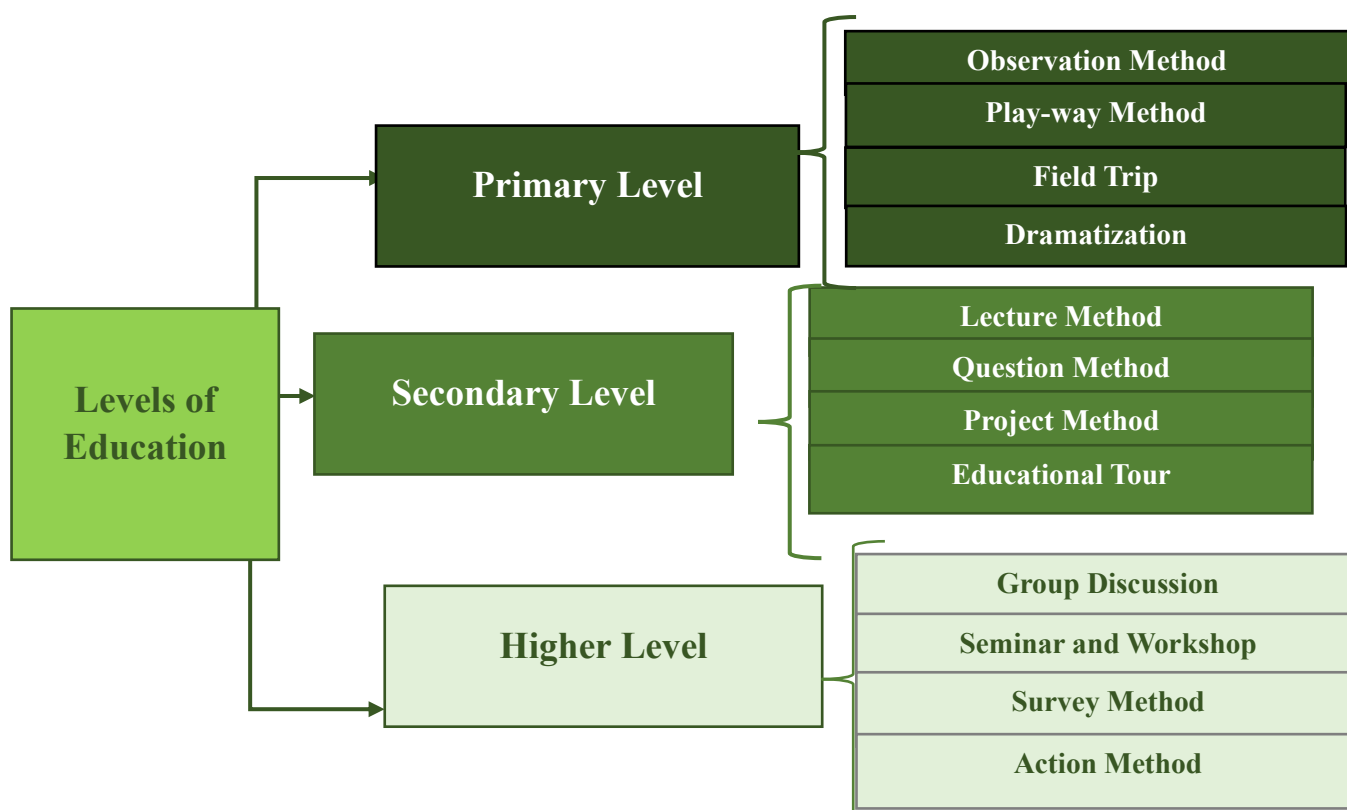 Levels of
Education
Primary Level
Observation Method
Play-way Method
Field Trip
Dramatization
Secondary Level
Lecture Method
Question Method
Project Method
Educational Tour
Higher Level
Group Discussion
Seminar and Workshop
Survey Method
Action Method